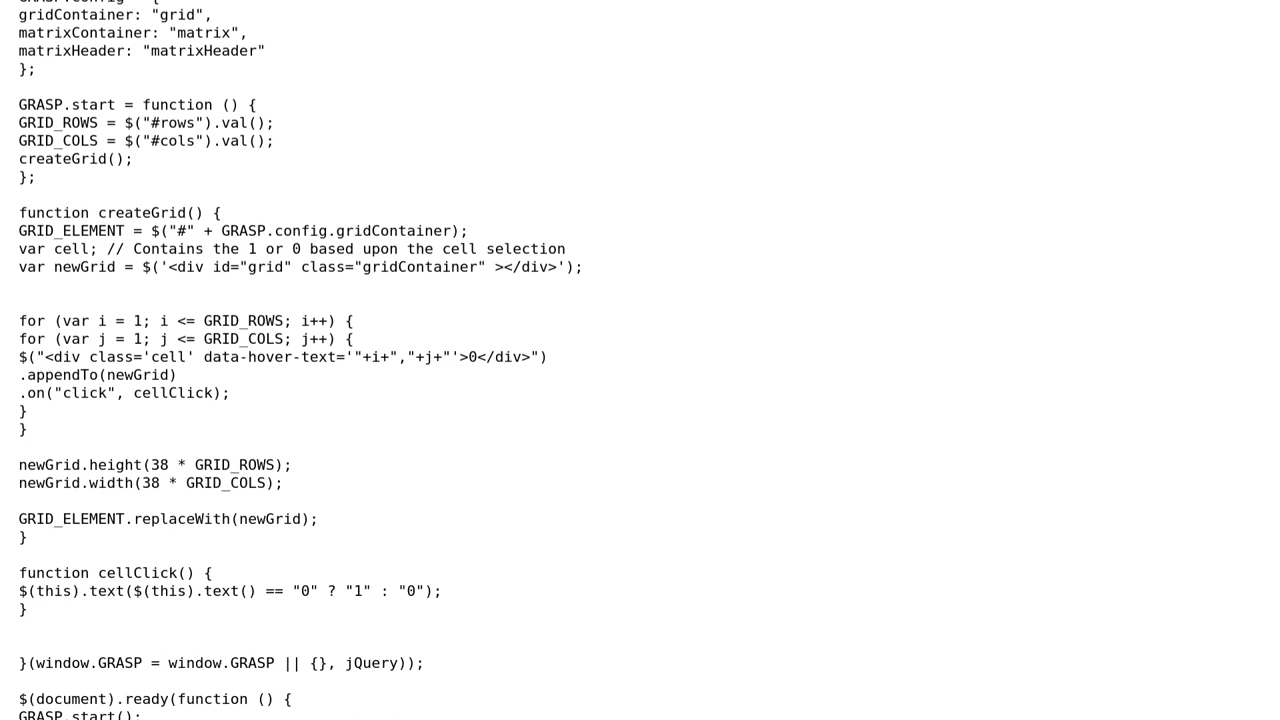 GRASP.config = {
gridContainer: "grid",
matrixContainer: "matrix",
matrixHeader: "matrixHeader"
};
GRASP.start = function () {
GRID_ROWS = $("#rows").val();
GRID_COLS = $("#cols").val();
createGrid();
};
function createGrid() {
GRID_ELEMENT = $("#" + GRASP.config.gridContainer);
var cell; // Contains the 1 or 0 based upon the cell selection
var newGrid = $('<div id="grid" class="gridContainer" ></div>');
for (var i = 1; i <= GRID_ROWS; i++) {
for (var j = 1; j <= GRID_COLS; j++) {
$("<div class='cell' data-hover-text='"+i+","+j+"'>0</div>")
.appendTo(newGrid)
.on("click", cellClick);
}
}
newGrid.height(38 * GRID_ROWS);
newGrid.width(38 * GRID_COLS);
GRID_ELEMENT.replaceWith(newGrid);
}
function cellClick() {
$(this).text($(this).text() == "0" ? "1" : "0");
}
}(window.GRASP = window.GRASP || {}, jQuery));
$(document).ready(function () {
GRASP.start();